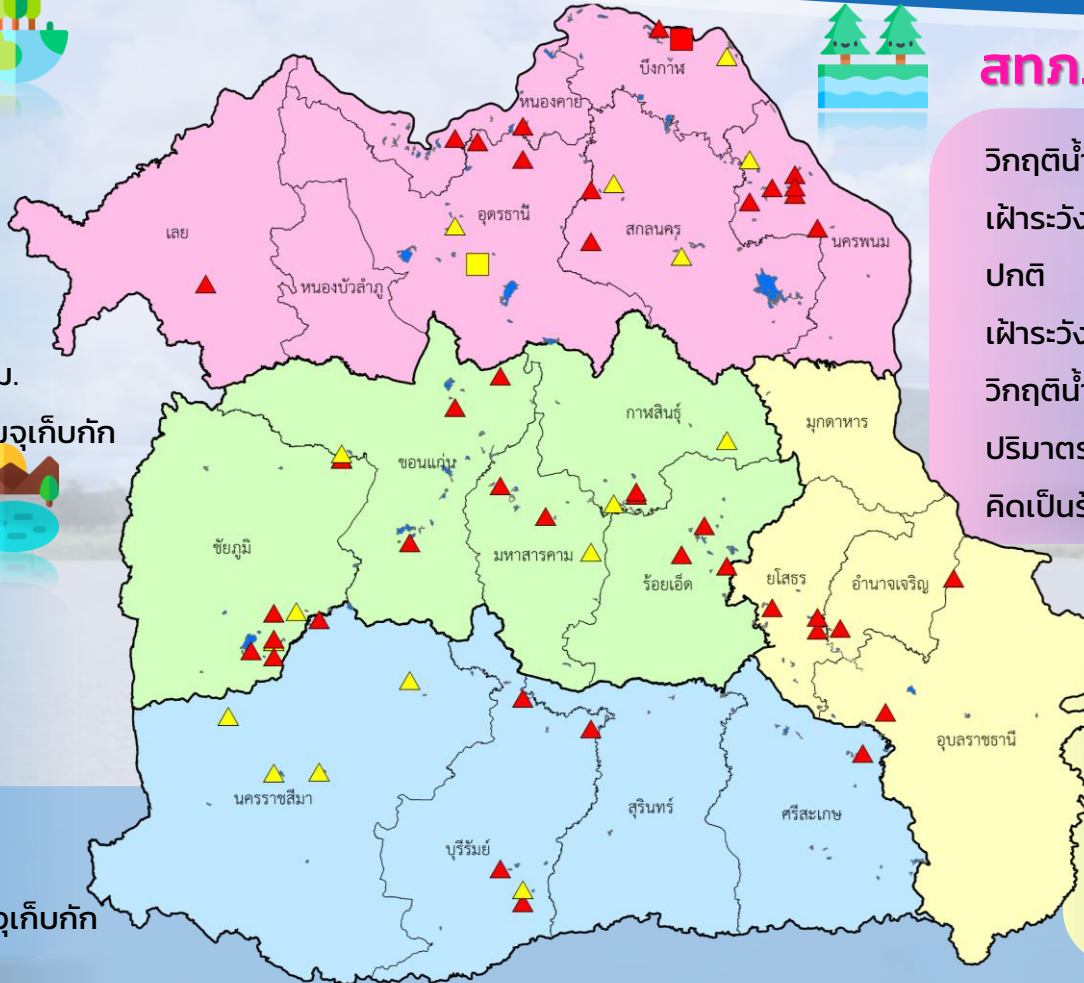 สทภ.
วิกฤติน้ำ
เฝ้าระวัง
ปกติ
เฝ้าระวัง
วิกฤติน้ำ
ปริมาตร
คิดเป็นร้
ม.
มจุเก็บกัก
จุเก็บกัก
บึงกาฬ
หนองคาย
อุดรธานี
เลย
สกลนคร
นครพนม
หนองบัวลำภู
กาฬสินธุ์
มุกดาหาร
ขอนแก่น
ชัยภูมิ
มหาสารคาม
ร้อยเอ็ด
ยโสธร
อำนาจเจริญ
อุบลราชธานี
นครราชสีมา
สุรินทร์
ศรีสะเกษ
บุรีรัมย์